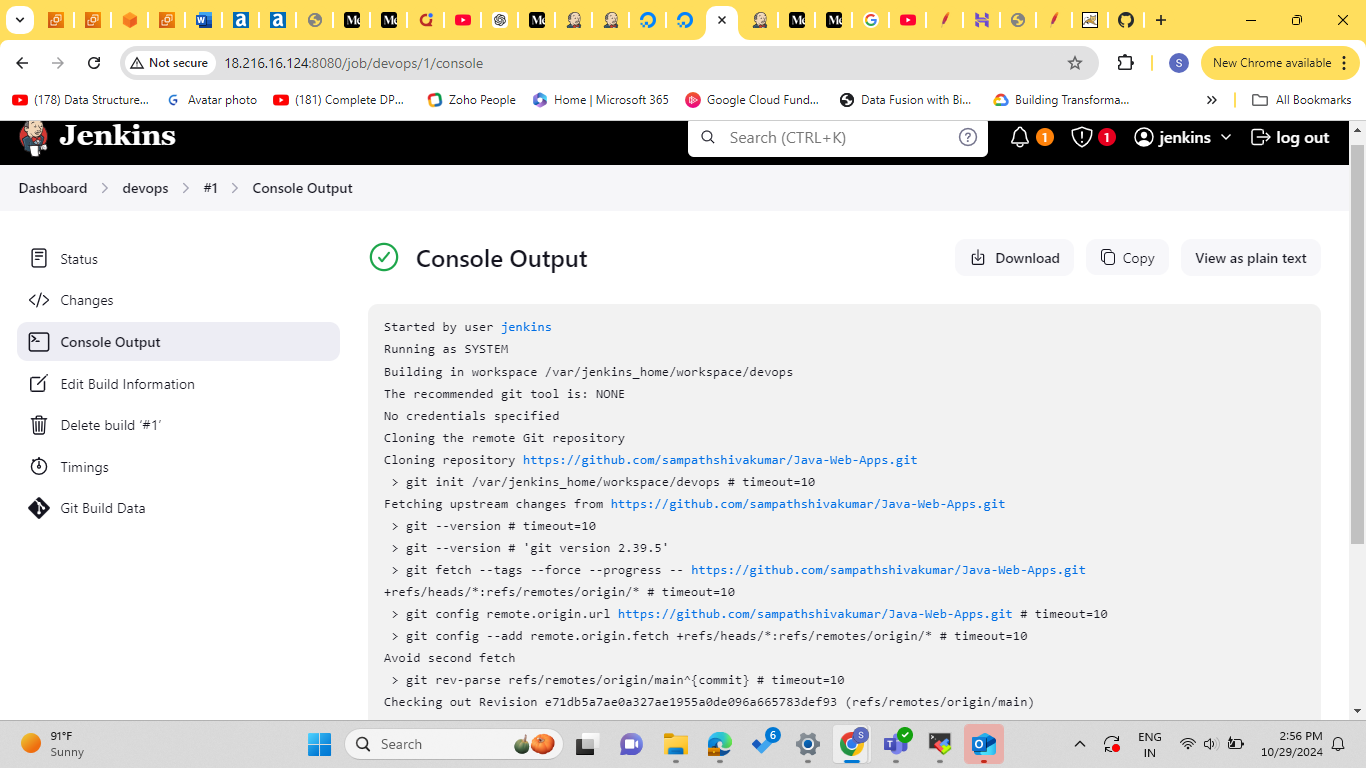 Not secure
18.216.16.124:8080/job/devops/1/console
S
New Chrome available
(178) Data Structure...
Avatar photo
(181) Complete DP...
Zoho People
Home | Microsoft 365
Google Cloud Fund...
Data Fusion with Bi...
Building Transforma...
All Bookmarks
Jenkins
Search (CTRL+K)
1
1
jenkins
log out
Dashboard
devops
#1
Console Output
Status
Changes
Console Output
Edit Build Information
Delete build ‘#1’
Timings
Git Build Data
Console Output
Download
Copy
View as plain text
Started by user jenkins
Running as SYSTEM
Building in workspace /var/jenkins_home/workspace/devops
The recommended git tool is: NONE
No credentials specified
Cloning the remote Git repository
Cloning repository https://github.com/sampathshivakumar/Java-Web-Apps.git
> git init /var/jenkins_home/workspace/devops # timeout=10
Fetching upstream changes from https://github.com/sampathshivakumar/Java-Web-Apps.git
> git --version # timeout=10
> git --version # 'git version 2.39.5'
> git fetch --tags --force --progress -- https://github.com/sampathshivakumar/Java-Web-Apps.git
+refs/heads/*:refs/remotes/origin/* # timeout=10
> git config remote.origin.url https://github.com/sampathshivakumar/Java-Web-Apps.git # timeout=10
> git config --add remote.origin.fetch +refs/heads/*:refs/remotes/origin/* # timeout=10
Avoid second fetch
> git rev-parse refs/remotes/origin/main^{commit} # timeout=10
Checking out Revision e71db5a7ae0a327ae1955a0de096a665783def93 (refs/remotes/origin/main)
91°F
Sunny
Search
6
S
ENG
IN
2:56 PM
10/29/2024